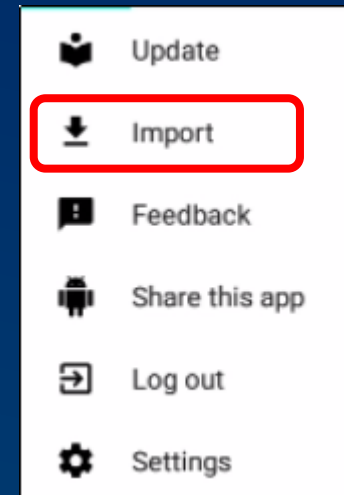 Update
Import
Feedback
Share this app
Log out
Settings